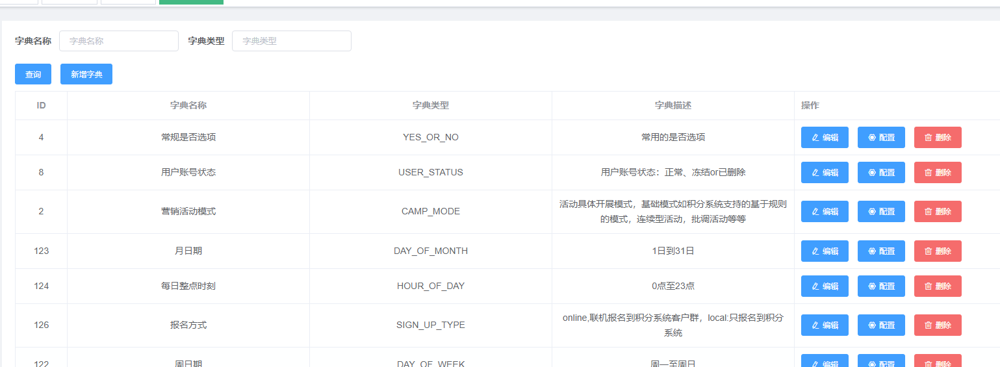 字典名称 字典名称 字典类型 字典类型
查询 新增字典
ID 字典名称 字典类型 字典描述 操作
4 常规是否选项 YES_OR_NO 常用的是否选项 编辑 配置 删除
8 用户账号状态 USER_STATUS 用户账号状态：正常、冻结or已删除 编辑 配置 删除
2 营销活动模式 CAMP_MODE 活动具体开展模式，基础模式如积分系统支持的基于规则
的模式，连续型活动，批调活动等等 编辑 配置 删除
123 月日期 DAY_OF_MONTH 1日到31日 编辑 配置 删除
124 每日整点时刻 HOUR_OF_DAY 0点至23点 编辑 配置 删除
126 报名方式 SIGN_UP_TYPE online,联机报名到积分系统客户群，local:只报名到积分
系统 编辑 配置 删除
122 周日期 DAY_OF_WEEK 周一至周日 编辑 配置 删除